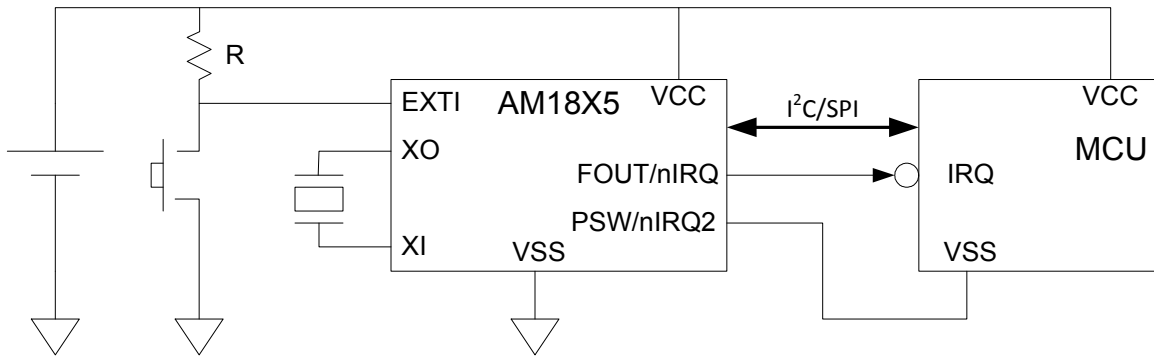 R
EXTI
AM18X5
VCC
I²C/SPI
VCC
XO
MCU
FOUT/nIRQ
IRQ
PSW/nIRQ2
XI
VSS
VSS